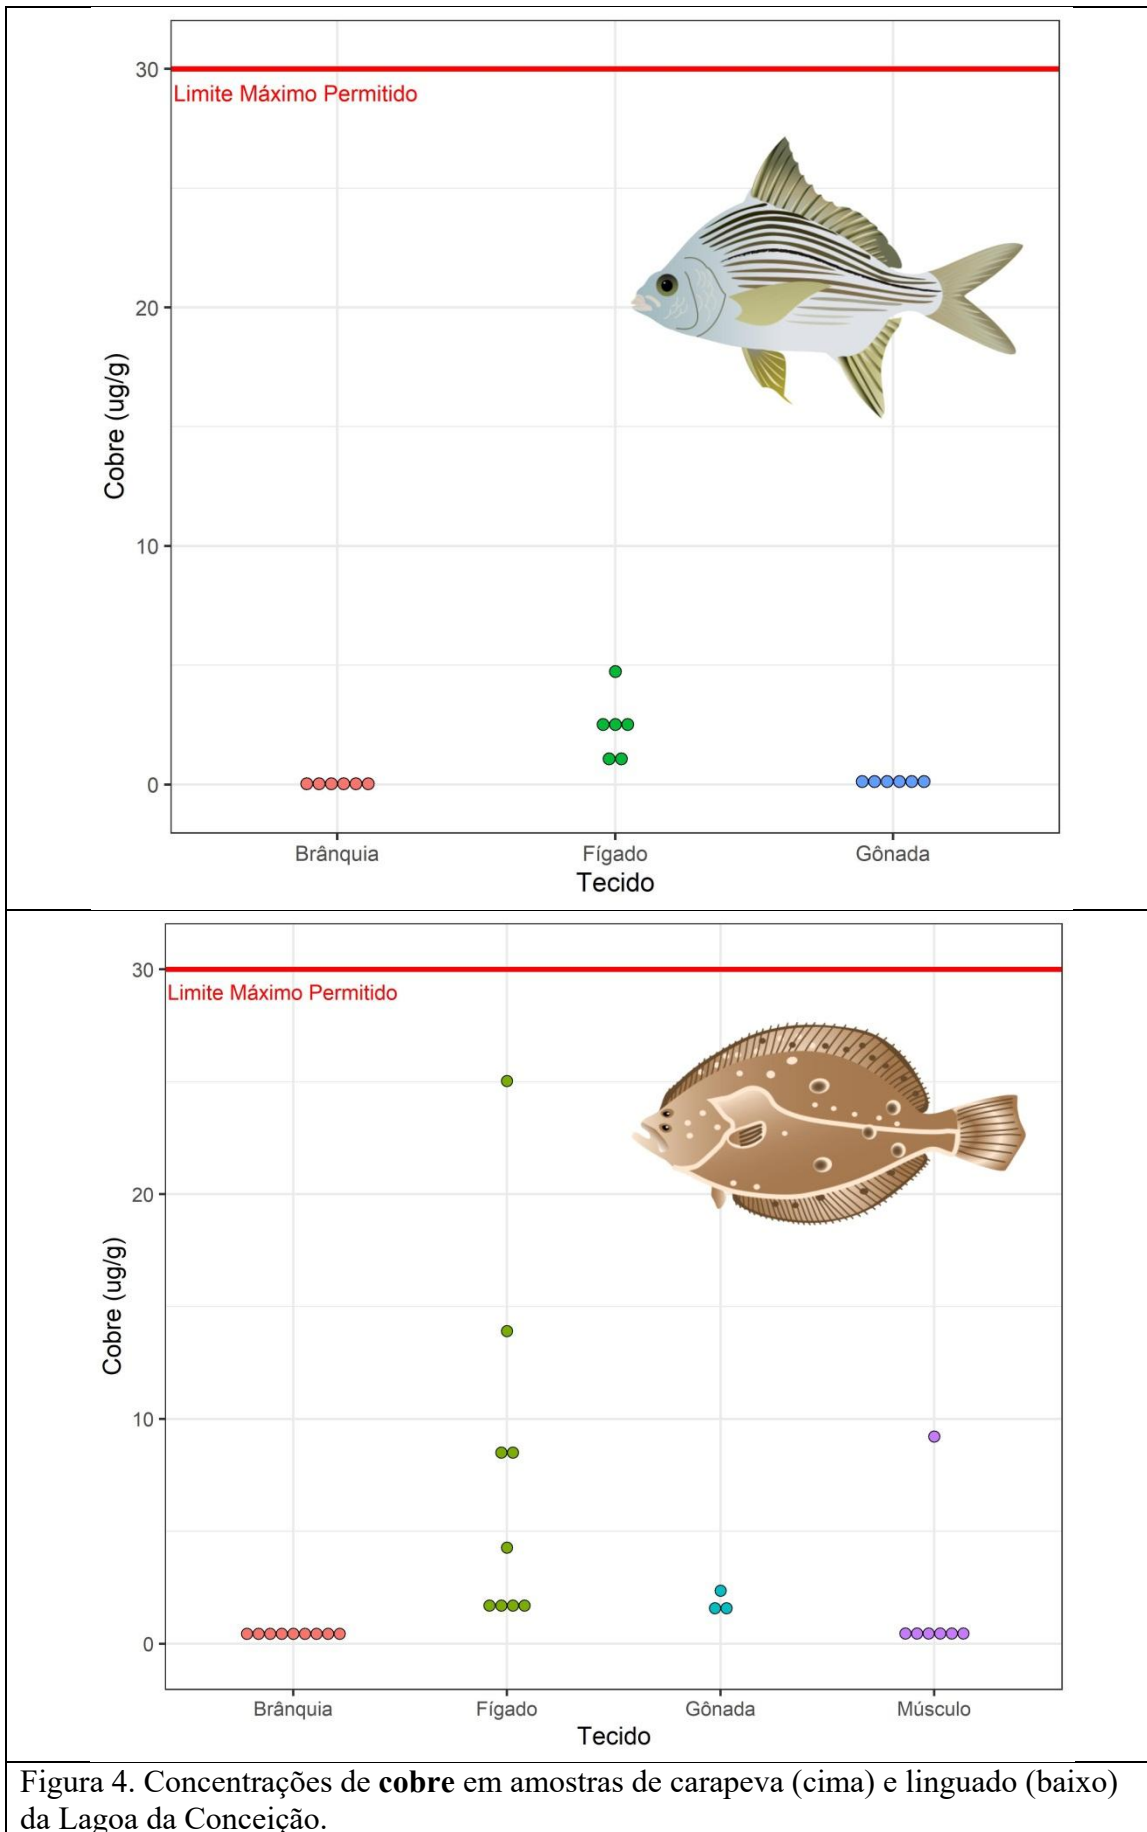 30
Limite Máximo Permitido
20
Cobre (ug/g)
10
0
Brânquia Fígado Gônada
Tecido
30
Limite Máximo Permitido
20
Cobre (ug/g)
10
0
Brânquia Fígado Gônada Músculo
Tecido
Figura 4. Concentrações de cobre em amostras de carapeva (cima) e linguado (baixo)
da Lagoa da Conceição.